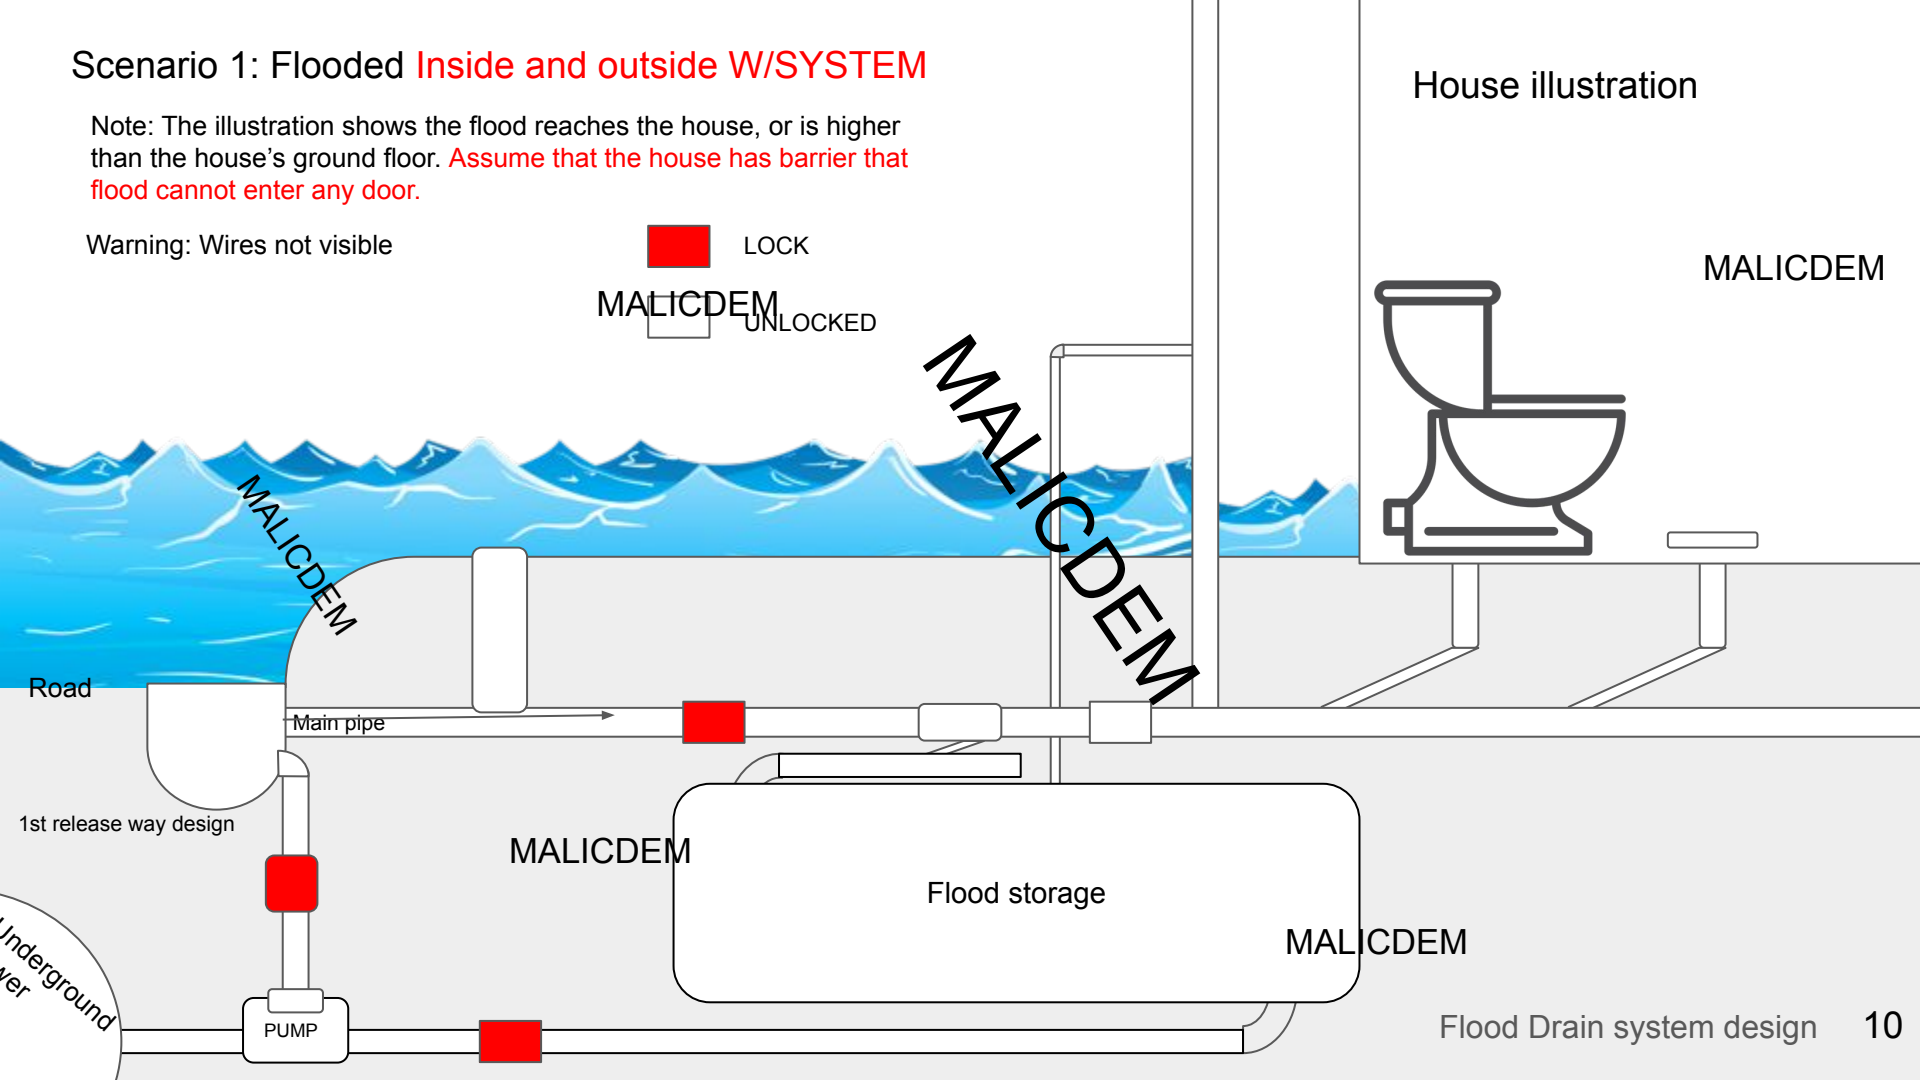 Scenario 1: Flooded Inside and outside W/SYSTEM
House illustration
Note: The illustration shows the flood reaches the house, or is higher
than the house's ground floor. Assume that the house has barrier that
flood cannot enter any door.
Warning: Wires not visible
LOCK
MALICDEM
MALICDEM
UNLOCKED
MALICDEM
MALICDEM
Road
Main pipe
1st release way design
MALICDEM
Flood storage
MALICDEM
Underground
PUMP
Flood Drain system design
10